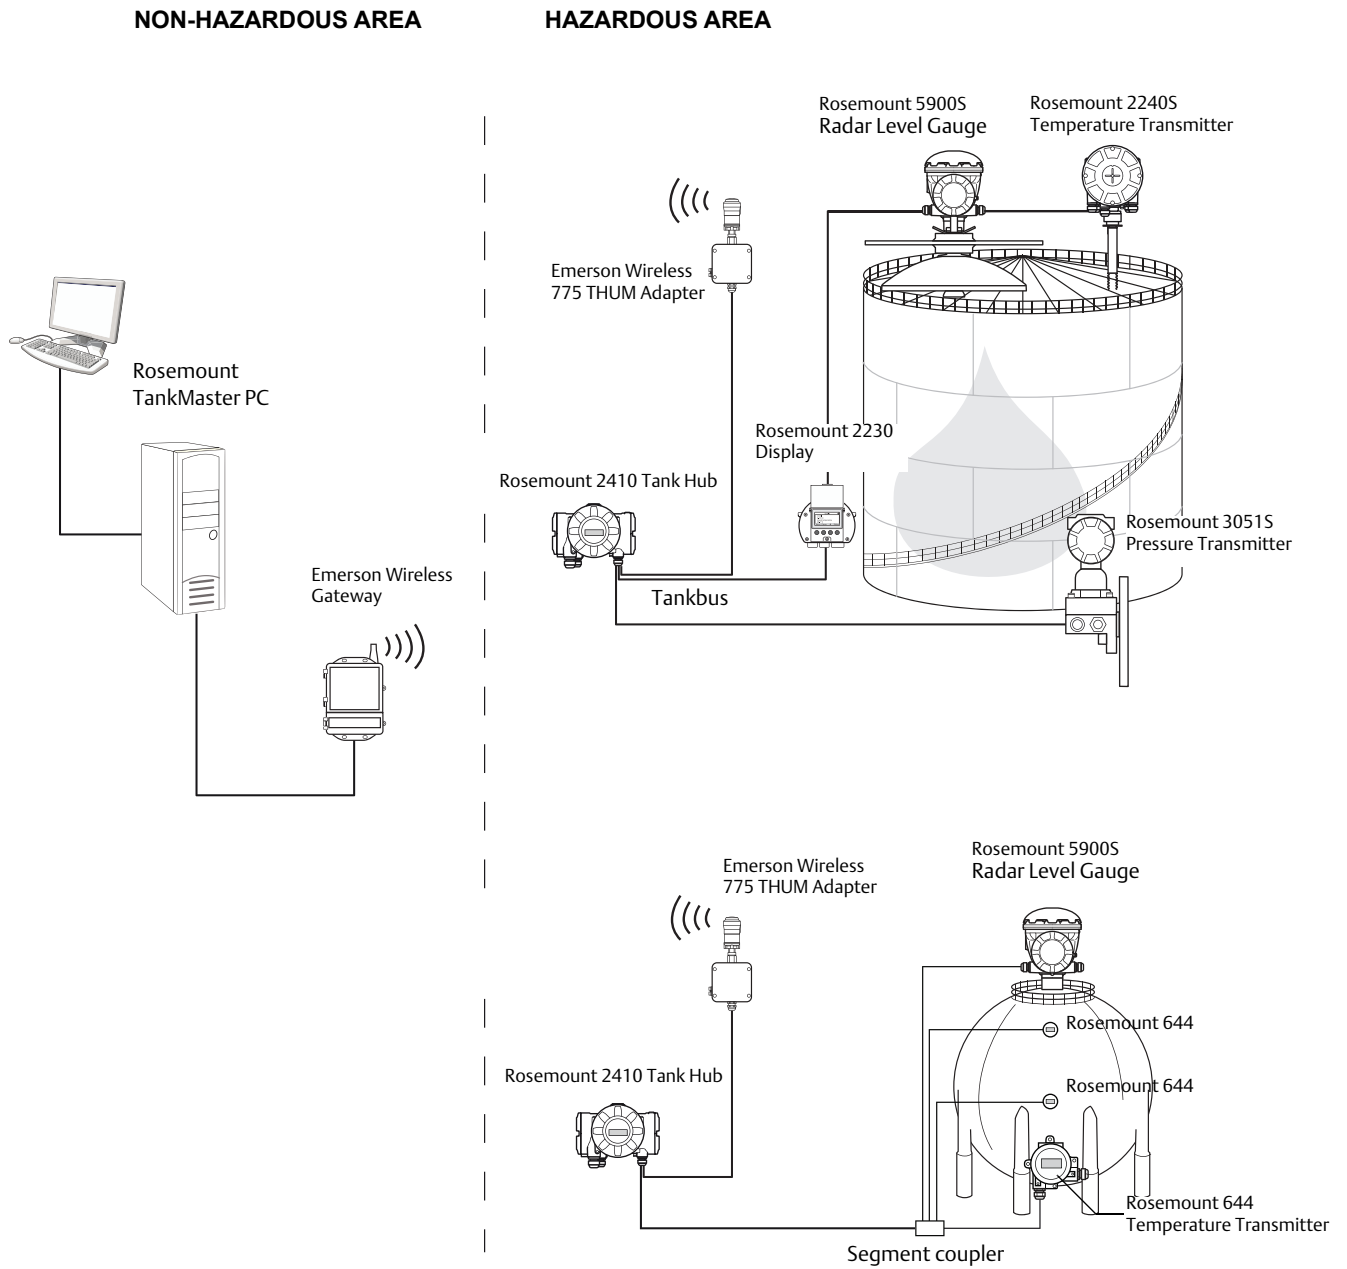 NON-HAZARDOUS AREA
HAZARDOUS AREA
Rosemount 5900S
Radar Level Gauge
Rosemount 2240S
Temperature Transmitter
Emerson Wireless
775 THUM Adapter
Rosemount
TankMaster PC
Rosemount 2230
Display
Rosemount 2410 Tank Hub
Rosemount 3051S
Pressure Transmitter
Emerson Wireless
Gateway
Tankbus
Rosemount 5900S
Radar Level Gauge
Emerson Wireless
775 THUM Adapter
Rosemount 644
Rosemount 2410 Tank Hub
Rosemount 644
Rosemount 644
Temperature Transmitter
Segment coupler